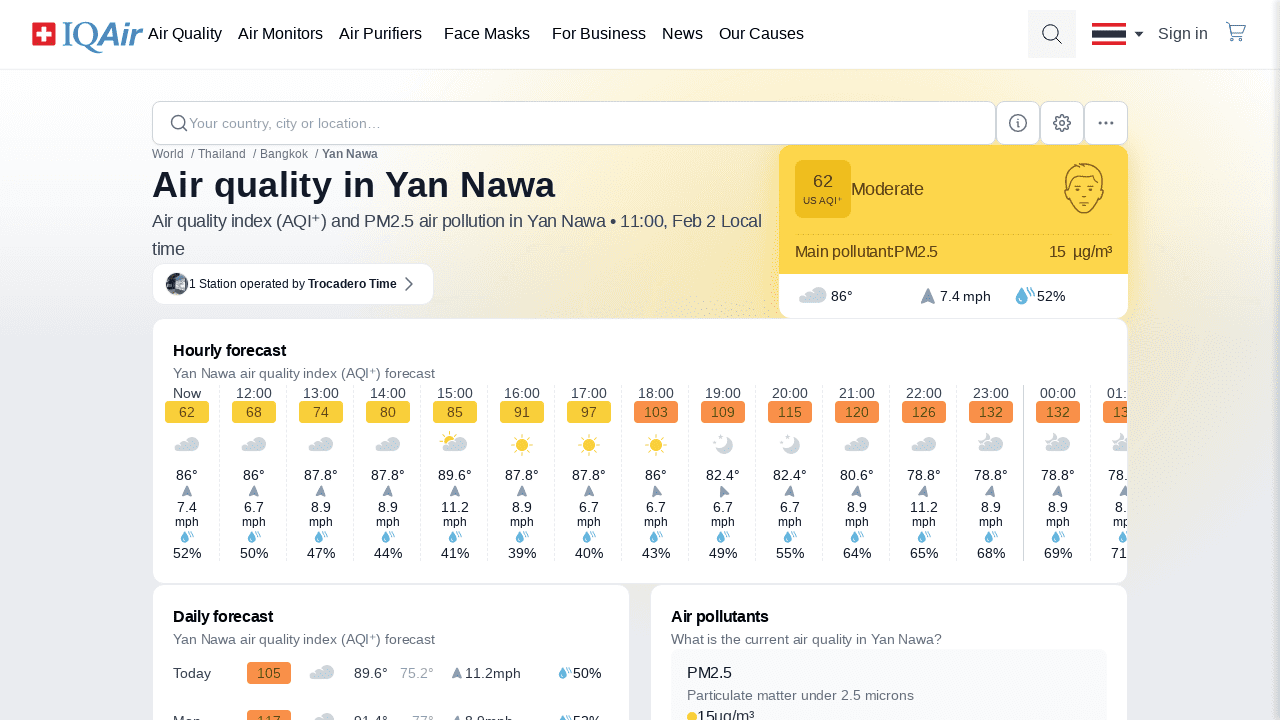 IQAir Air Quality Air Monitors Air Purifiers Face Masks For Business News Our Causes Sign in
Your country, city or location…
World / Thailand / Bangkok / Yan Nawa
Air quality in Yan Nawa
Air quality index (AQI⁺) and PM2.5 air pollution in Yan Nawa • 11:00, Feb 2 Local
time
1 Station operated by Trocadero Time
62
US AQI⁺
Moderate
Main pollutant:PM2.5 15 µg/m³
86° 7.4 mph 52%
Hourly forecast
Yan Nawa air quality index (AQI⁺) forecast
Now 12:00 13:00 14:00 15:00 16:00 17:00 18:00 19:00 20:00 21:00 22:00 23:00 00:00
62 68 74 80 85 91 97 103 109 115 120 126 132 132
86° 86° 87.8° 87.8° 89.6° 87.8° 87.8° 86° 82.4° 82.4° 80.6° 78.8° 78.8° 78.8°
7.4 6.7 8.9 8.9 11.2 8.9 6.7 6.7 6.7 6.7 8.9 11.2 8.9 8.9
mph mph mph mph mph mph mph mph mph mph mph mph mph mph
52% 50% 47% 44% 41% 39% 40% 43% 49% 55% 64% 65% 68% 69%
Daily forecast
Yan Nawa air quality index (AQI⁺) forecast
Today 105 89.6° 75.2° 11.2mph 50%
Mon 117 91.4° 77° 8.9mph 52%
Air pollutants
What is the current air quality in Yan Nawa?
PM2.5
Particulate matter under 2.5 microns
15µg/m³